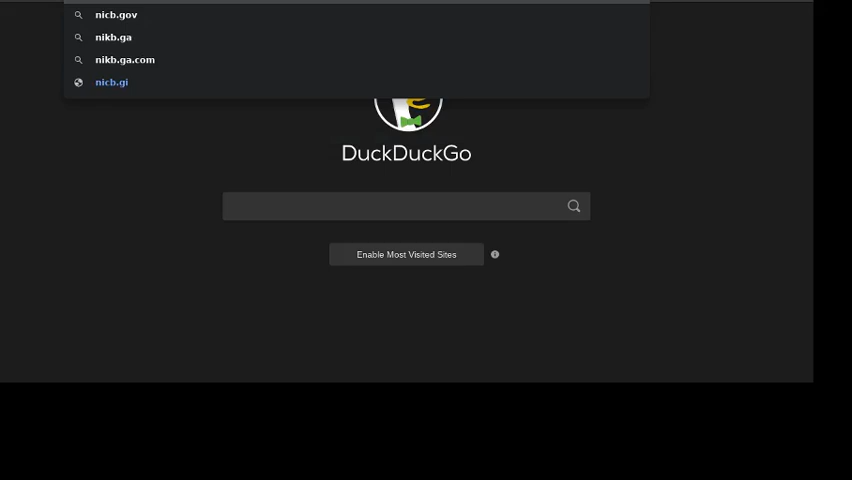 nicb.gov
nikb.ga
nikb.ga.com
nicb.gi
DuckDuckGo
Enable Most Visited Sites